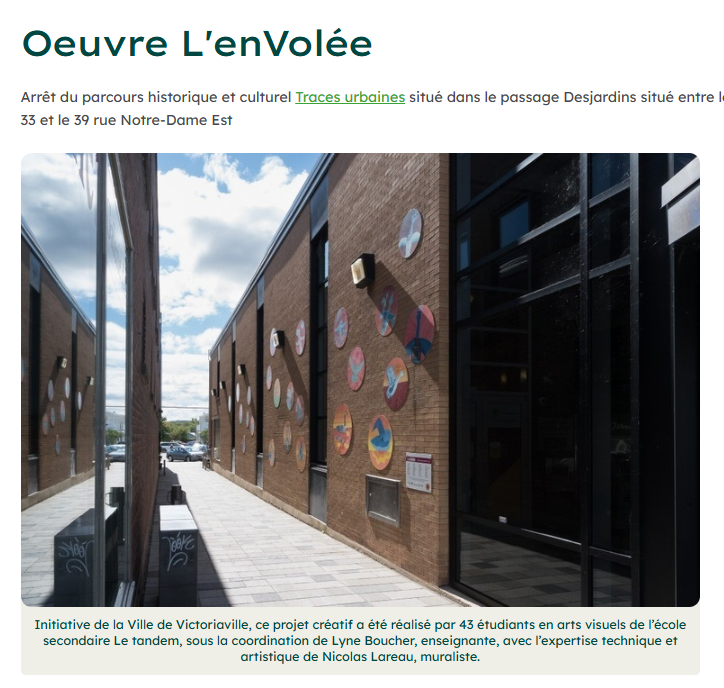 Oeuvre L'enVolée
Arrêt du parcours historique et culturel Traces urbaines situé dans le passage Desjardins situé entre
33 et le 39 rue Notre-Dame Est
Initiative de la Ville de Victoriaville, ce projet créatif a été réalisé par 43 étudiants en arts visuels de l’école
secondaire Le tandem, sous la coordination de Lyne Boucher, enseignante, avec l’expertise technique et
artistique de Nicolas Lareau, muraliste.